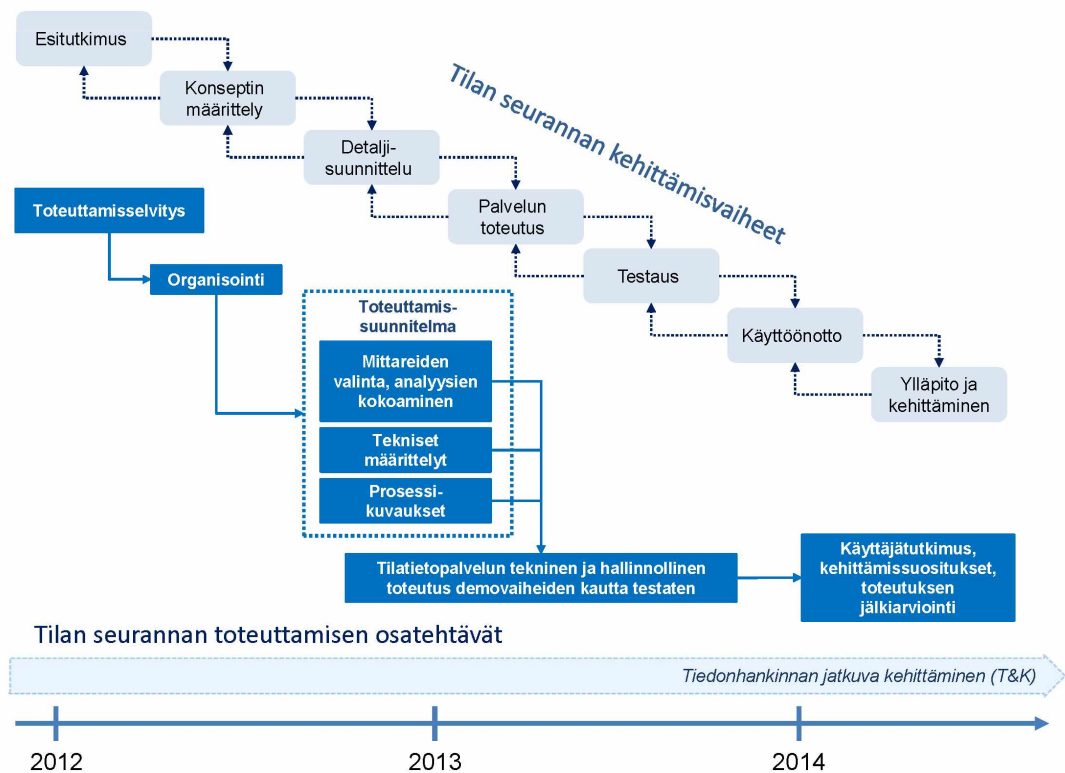 Esitutkimus
Konseptin
määrittely
Detalji-
suunnittelu
Palvelun
toteutus
Testaus
Käyttöönotto
Ylläpito ja
kehittäminen
Tilan seurannan kehittämisvaiheet
Toteuttamisselvitys
Organisointi
Toteuttamis-
suunnitelma
Mittareiden
valinta, analyysien
kokoaminen
Tekniset
määrittelyt
Prosessi-
kuvaukset
Tilatietopalvelun tekninen ja hallinnollinen
toteutus demovaiheiden kautta testaten
Käyttäjätutkimus,
kehittämissuositukset,
toteutuksen
jälkiarviointi
Tilan seurannan toteuttamisen osatehtävät
Tiedonhankinnan jatkuva kehittäminen (T&K)
2012
2013
2014